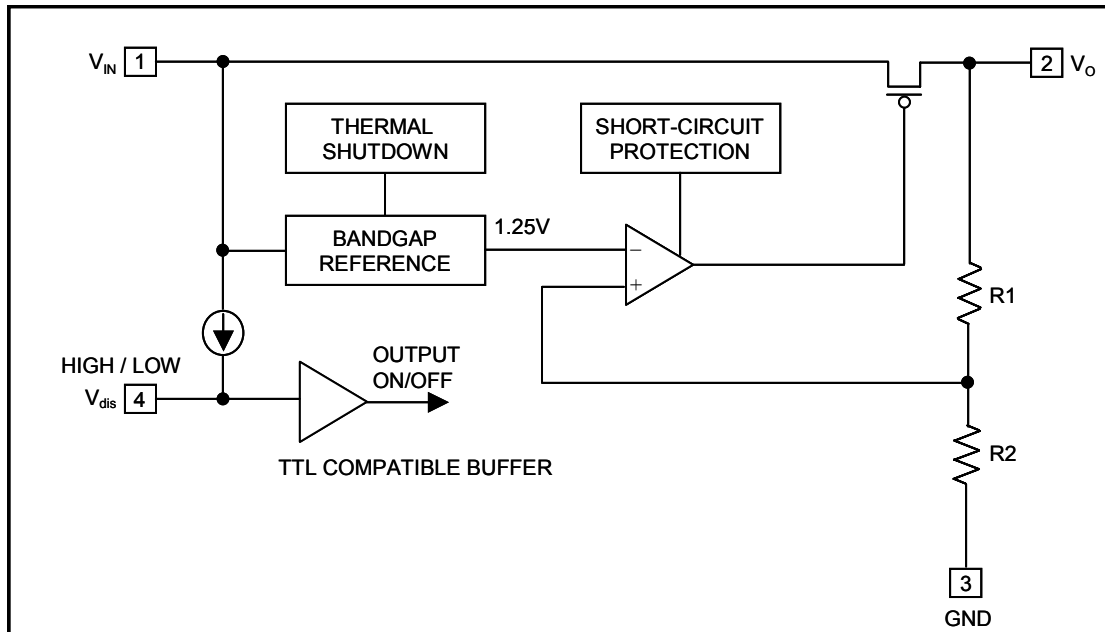 V_IN 1
2 V_O
THERMAL
SHUTDOWN
SHORT-CIRCUIT
PROTECTION
BANDGAP
REFERENCE
1.25V
−
+
R1
HIGH / LOW
V_dis 4
OUTPUT
ON/OFF
TTL COMPATIBLE BUFFER
R2
3
GND